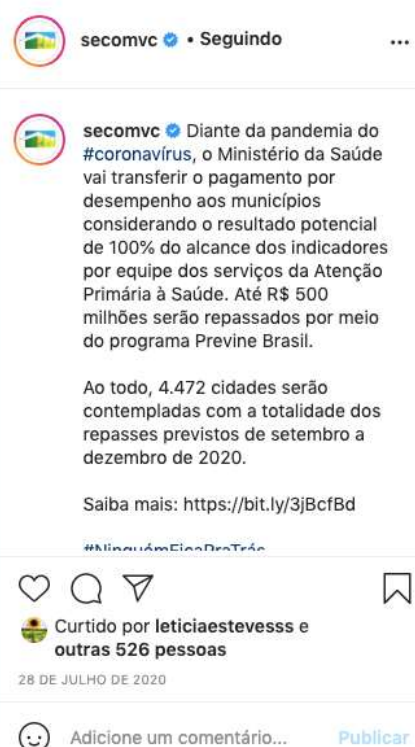 secomvc • Seguindo
secomvc Diante da pandemia do
#coronavírus, o Ministério da Saúde
vai transferir o pagamento por
desempenho aos municípios
considerando o resultado potencial
de 100% do alcance dos indicadores
por equipe dos serviços da Atenção
Primária à Saúde. Até R$ 500
milhões serão repassados por meio
do programa Previne Brasil.
Ao todo, 4.472 cidades serão
contempladas com a totalidade dos
repasses previstos de setembro a
dezembro de 2020.
Saiba mais: https://bit.ly/3jBcfBd
#NinguémFicaPraTrás
Curtido por leticiaestevesss e
outras 526 pessoas
28 DE JULHO DE 2020
Adicione um comentário... Publicar